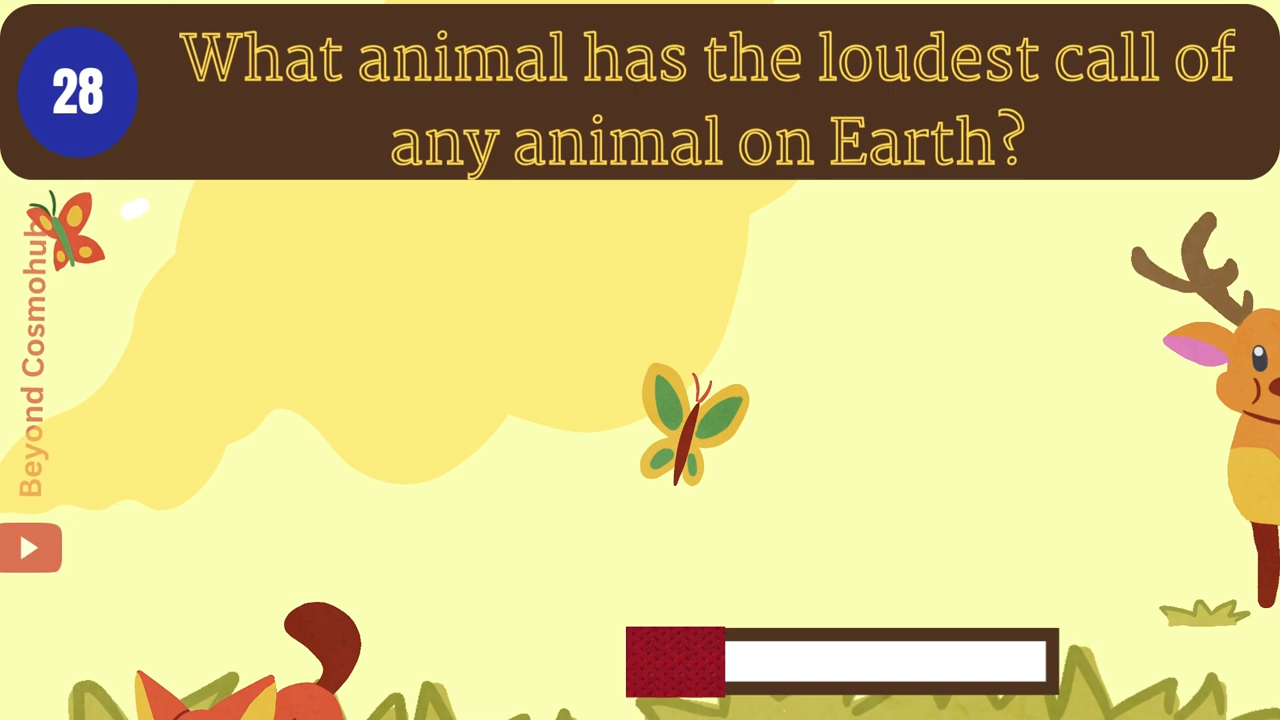 28
What animal has the loudest call of
any animal on Earth?
Beyond Cosmohub